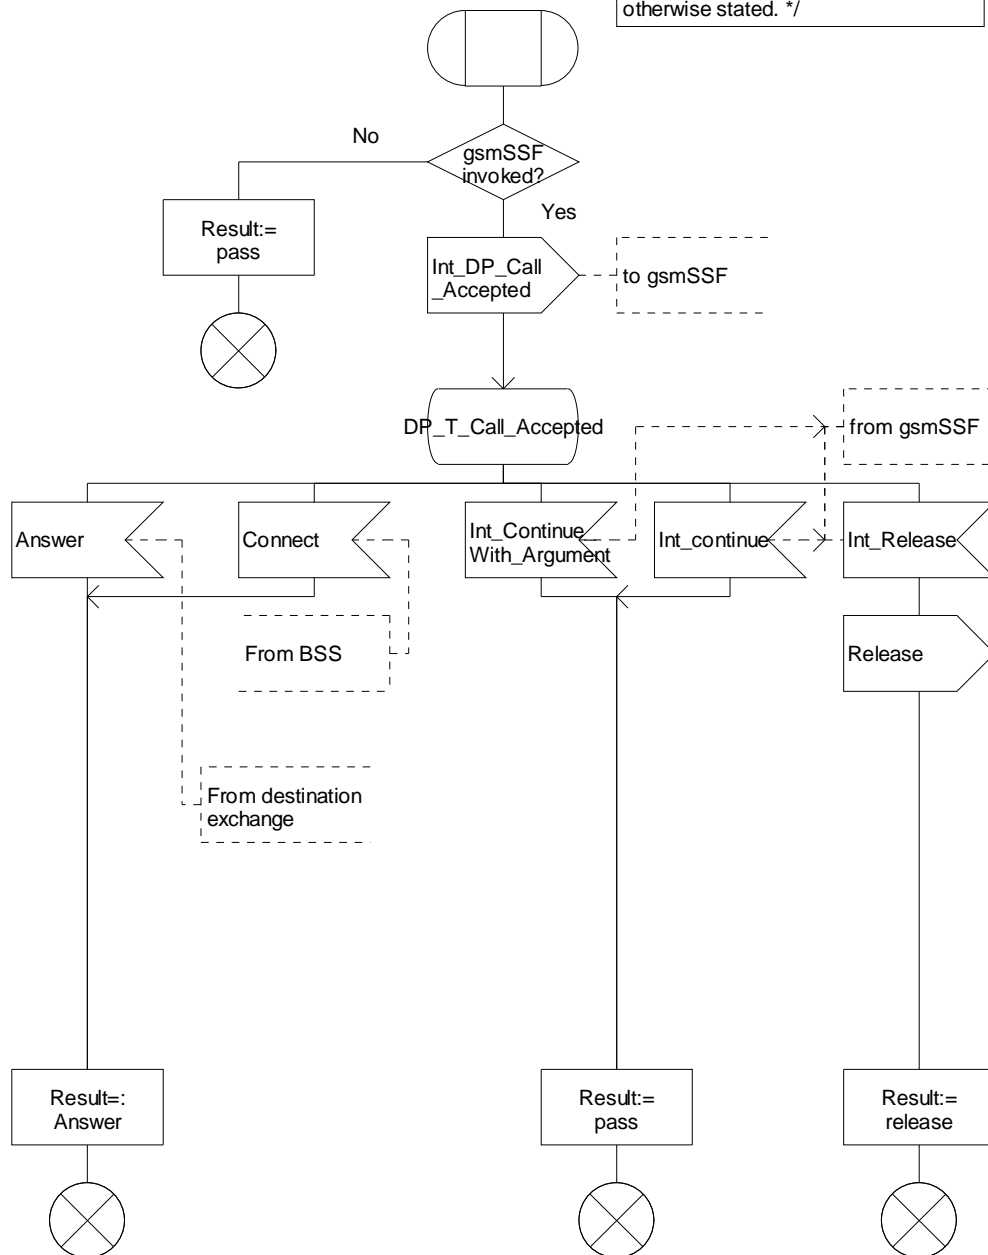 otherwise stated. */
No
gsmSSF
invoked?
Yes
Result:=
pass
Int_DP_Call
_Accepted
to gsmSSF
DP_T_Call_Accepted
from gsmSSF
Answer
Connect
Int_Continue_
With_Argument
Int_continue
Int_Release
From BSS
Release
From destination
exchange
Result=:
Answer
Result:=
pass
Result:=
release